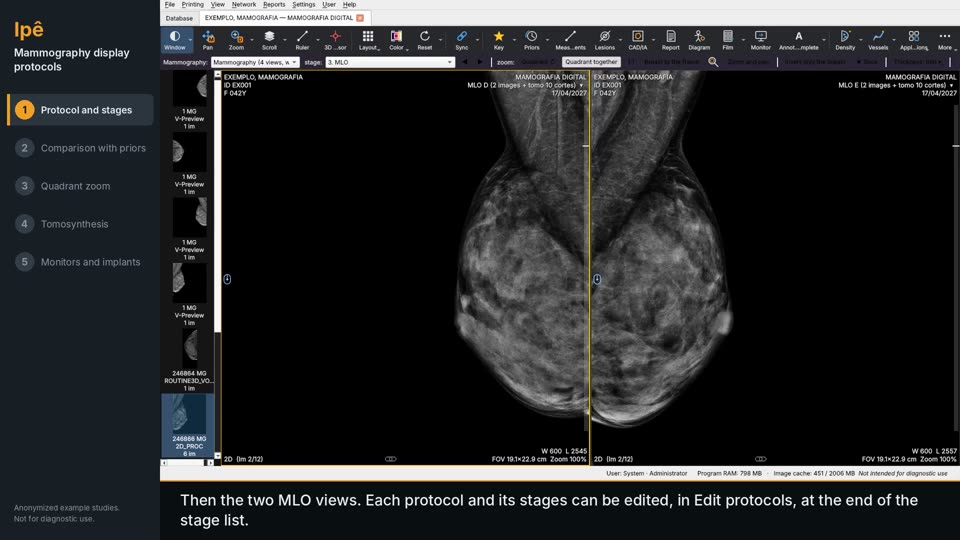 Ipê
Mammography display
protocols
1 Protocol and stages
2 Comparison with priors
3 Quadrant zoom
4 Tomosynthesis
5 Monitors and implants
Anonymized example studies.
Not for diagnostic use.
File Printing View Network Reports Settings User Help
Database EXEMPLO, MAMOGRAFIA — MAMOGRAFIA DIGITAL
Window Pan Zoom Scroll Ruler 3D ...sor Layout Color Reset Sync Key Priors Meas...ents Lesions CAD/IA Report Diagram Film Monitor Annot...mplete Density Vessels Appl...ions More
Mammography: Mammography (4 views, w stage: 3. MLO zoom: Quadrant together
1 MG
V-Preview
1 im
1 MG
V-Preview
1 im
1 MG
V-Preview
1 im
1 MG
V-Preview
1 im
246864 MG
ROUTINE3D_VO...
1 im
246866 MG
2D_PROC
6 im
EXEMPLO, MAMOGRAFIA
ID EX001
F 042Y
MAMOGRAFIA DIGITAL
MLO D (2 images + tomo 10 cortes)
17/04/2027
2D (Im 2/12)
W 600 L 2545
FOV 19.1×22.9 cm Zoom 100%
EXEMPLO, MAMOGRAFIA
ID EX001
F 042Y
MAMOGRAFIA DIGITAL
MLO E (2 images + tomo 10 cortes)
17/04/2027
2D (Im 2/12)
W 600 L 2557
FOV 19.1×22.9 cm Zoom 100%
User: System · Administrator · Program RAM: 798 MB · Image cache: 451 / 2006 MB Not intended for diagnostic use
Then the two MLO views. Each protocol and its stages can be edited, in Edit protocols, at the end of the
stage list.